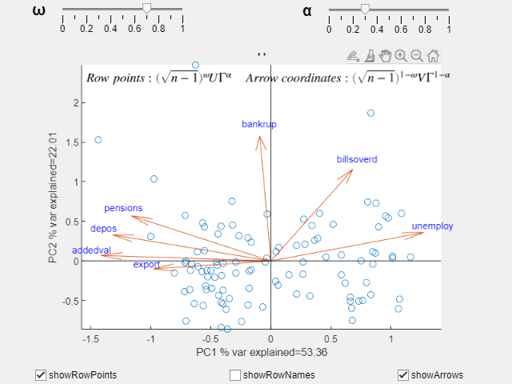 ω α
0 0.2 0.4 0.6 0.8 1 0 0.2 0.4 0.6 0.8 1
Row points : (√n − 1)^ω UΓ^α Arrow coordinates : (√n − 1)^1−ω VΓ^1−α
PC2 % var explained=22.01
2
1.5
1
0.5
0
-0.5
bankrup
billsoverd
pensions
depos
unemploy
addedval
export
-1.5 -1 -0.5 0 0.5 1
PC1 % var explained=53.36
showRowPoints showRowNames showArrows